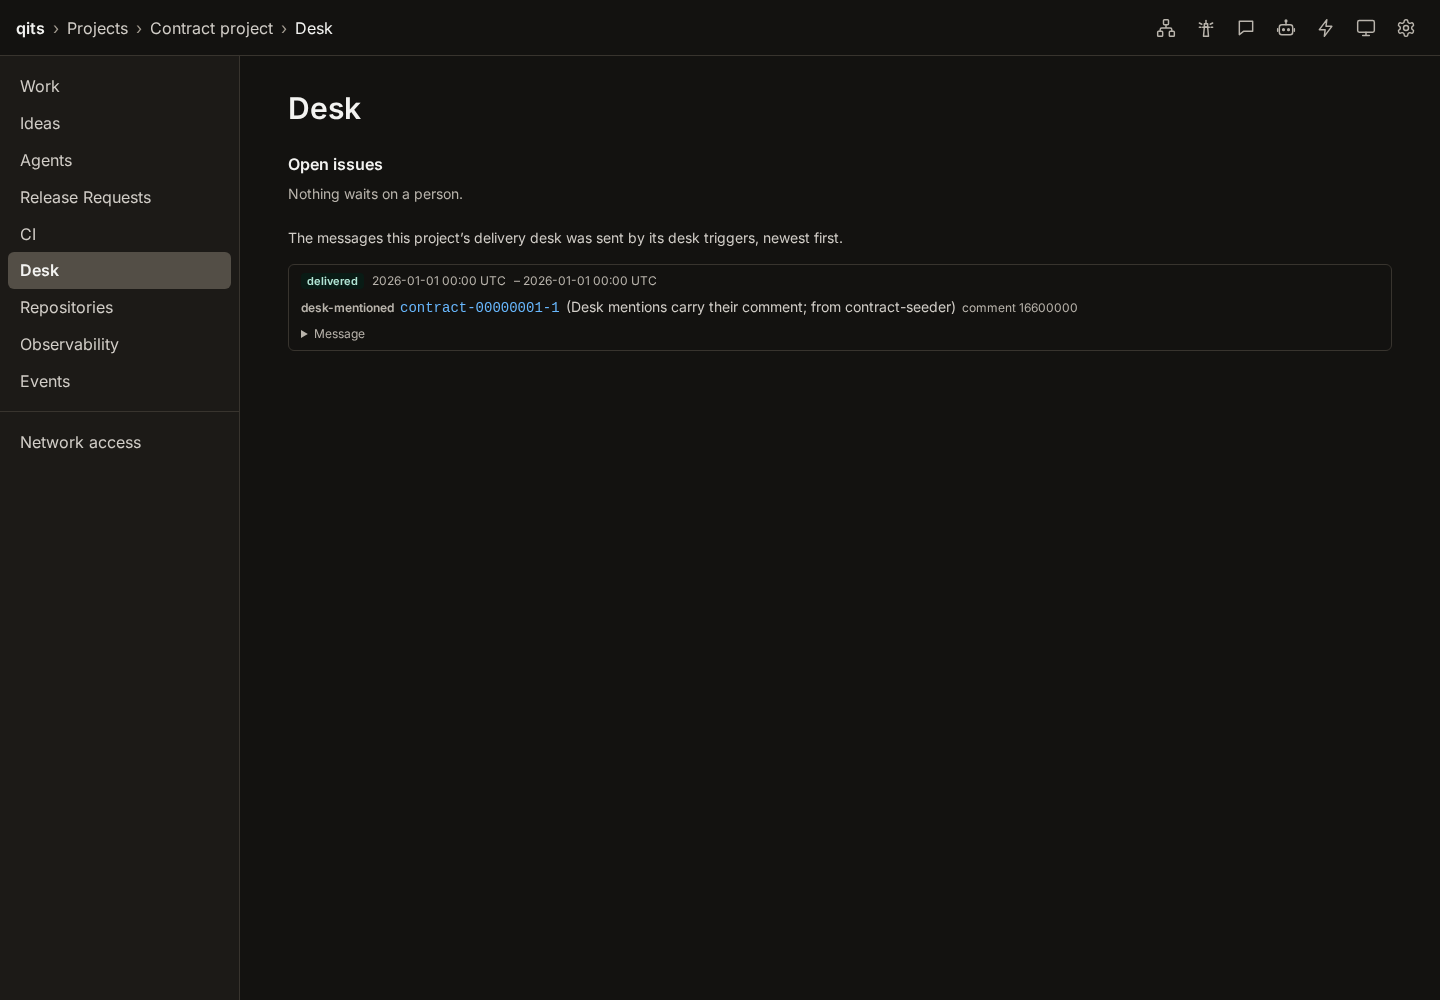 qits › Projects › Contract project › Desk
Work
Ideas
Agents
Release Requests
CI
Desk
Repositories
Observability
Events
Network access
Desk
Open issues
Nothing waits on a person.
The messages this project’s delivery desk was sent by its desk triggers, newest first.
delivered 2026-01-01 00:00 UTC – 2026-01-01 00:00 UTC
desk-mentioned contract-00000001-1 (Desk mentions carry their comment; from contract-seeder) comment 16600000
Message